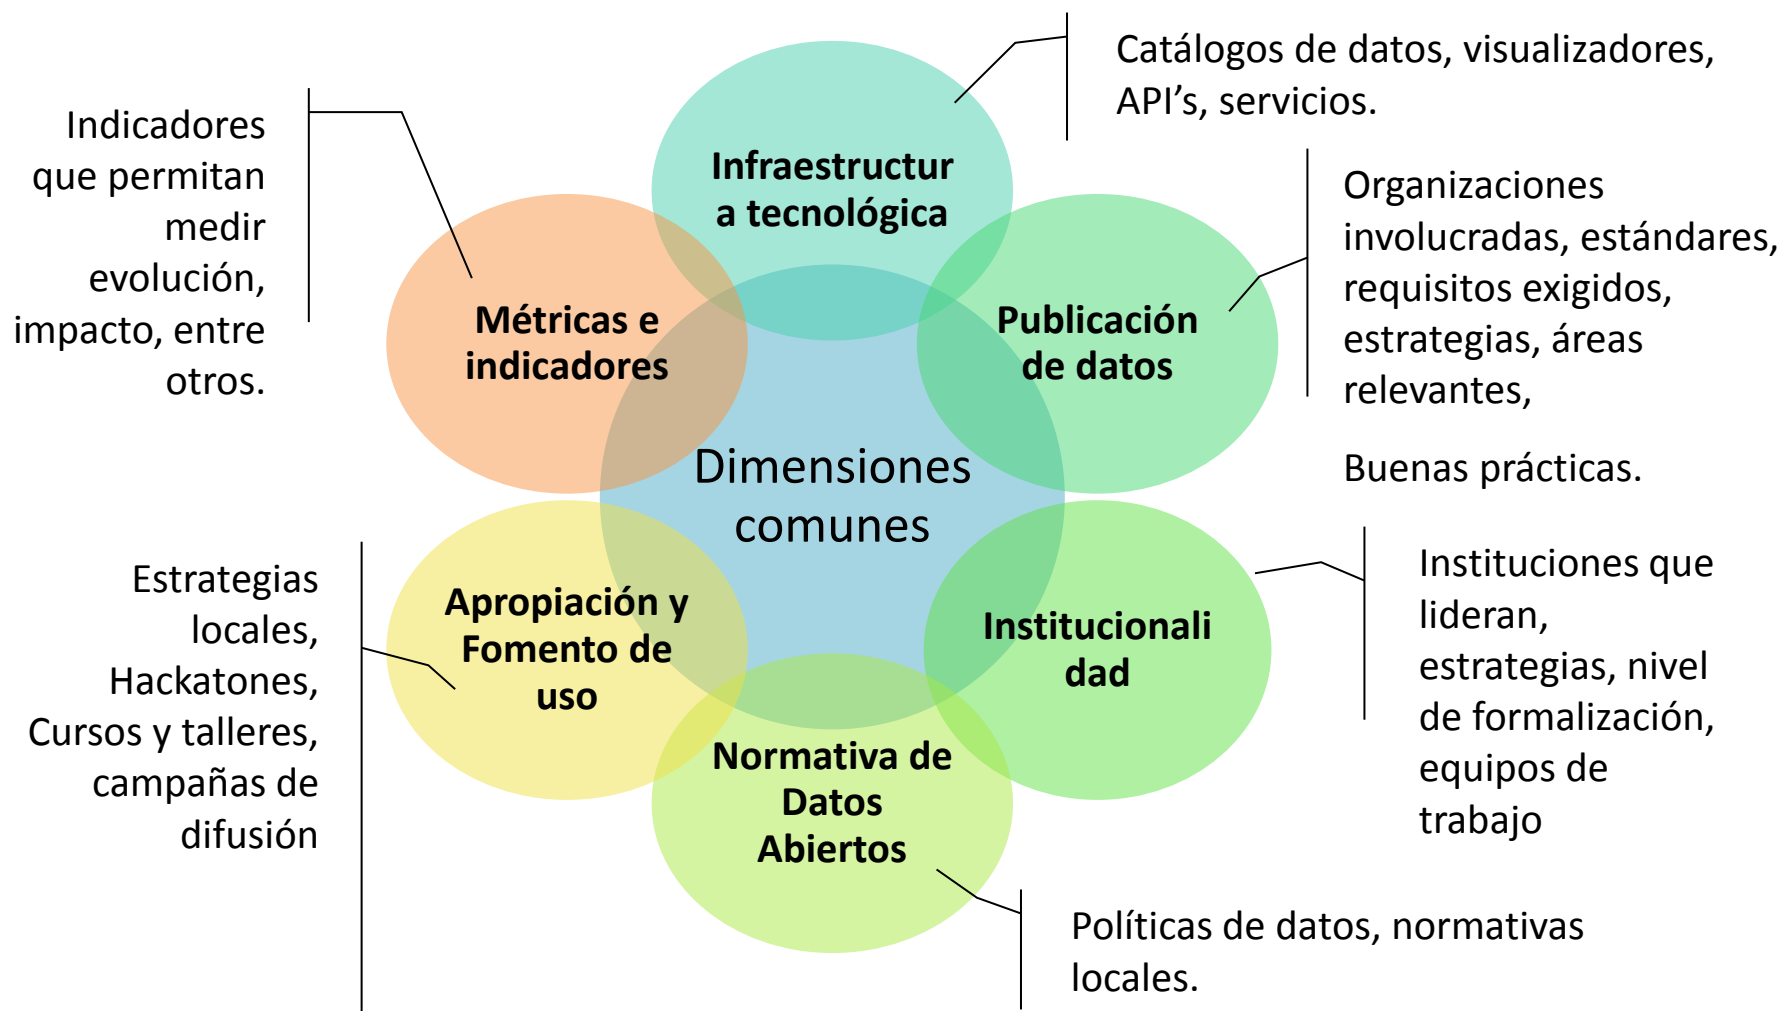 Catálogos de datos, visualizadores,
API’s, servicios.
Indicadores
que permitan
medir
evolución,
impacto, entre
otros.
Infraestructur
a tecnológica
Organizaciones
involucradas, estándares,
requisitos exigidos,
estrategias, áreas
relevantes,
Buenas prácticas.
Métricas e
indicadores
Publicación
de datos
Dimensiones
comunes
Estrategias
locales,
Hackatones,
Cursos y talleres,
campañas de
difusión
Apropiación y
Fomento de
uso
Institucionali
dad
Instituciones que
lideran,
estrategias, nivel
de formalización,
equipos de
trabajo
Normativa de
Datos
Abiertos
Políticas de datos, normativas
locales.